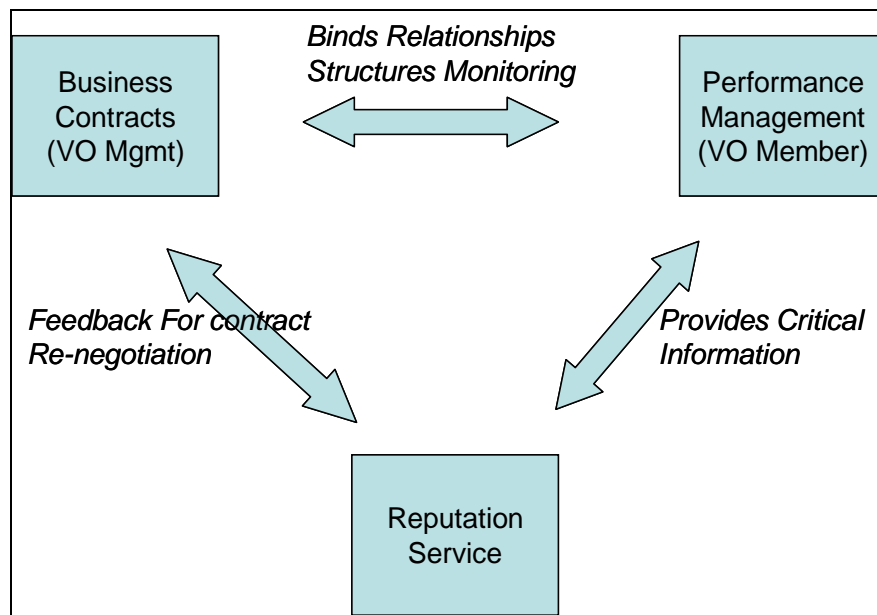 Binds Relationships
Structures Monitoring
Business
Contracts
(VO Mgmt)
Performance
Management
(VO Member)
Feedback For contract
Re-negotiation
Provides Critical
Information
Reputation
Service